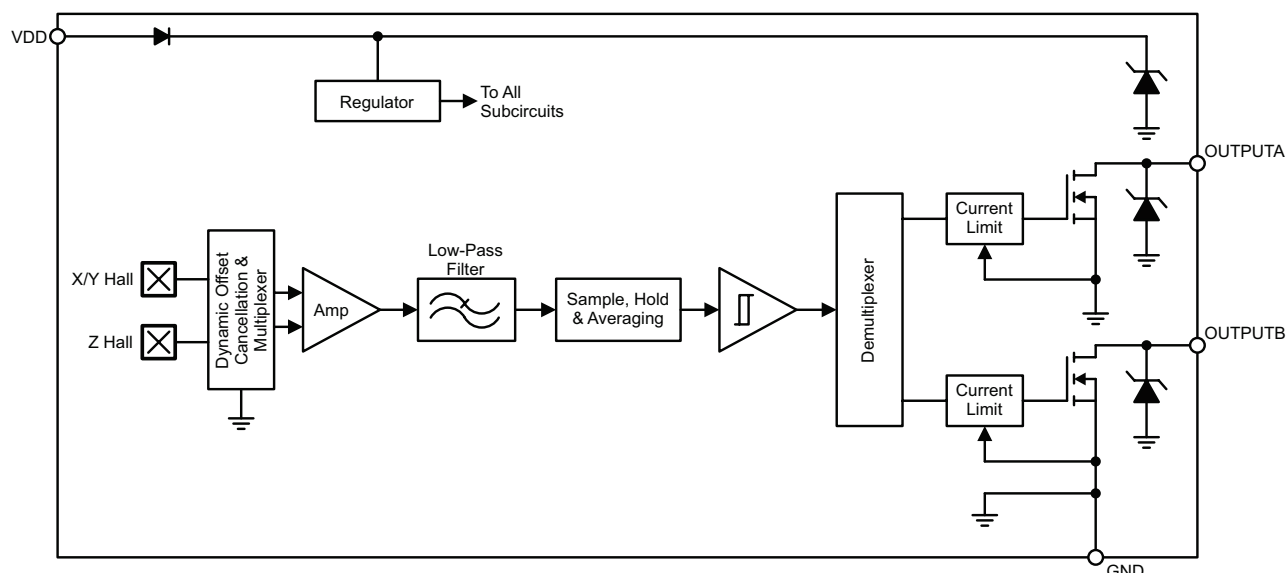 VDD
Regulator
To All
Subcircuits
OUTPUTA
X/Y Hall
Z Hall
Dynamic Offset
Cancellation &
Multiplexer
Amp
Low-Pass
Filter
Sample, Hold
& Averaging
Demultiplexer
Current
Limit
OUTPUTB
Current
Limit
GND